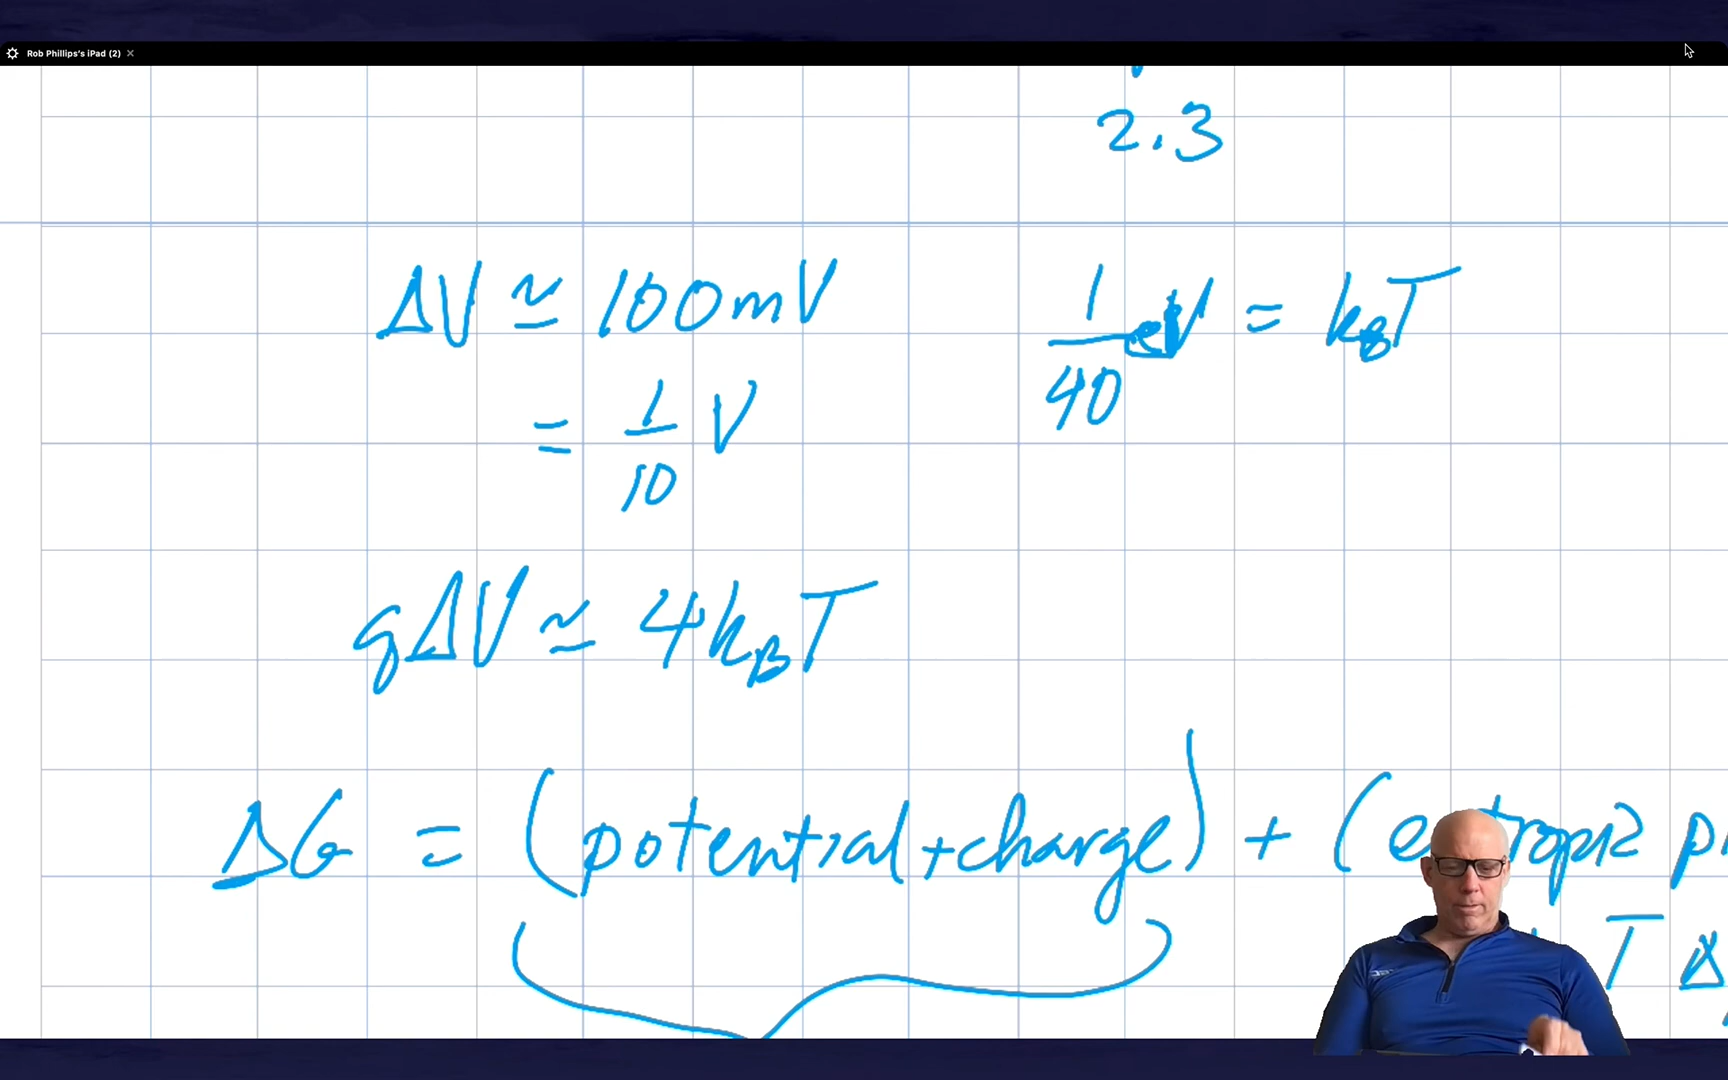 Rob Phillips's iPad (2)
2.3
ΔV ≃ 100mV
= 1/10 V
1/40 eV = kBT
qΔV ≃ 4kBT
ΔG = (potential+charge) + (entropic
T Δ